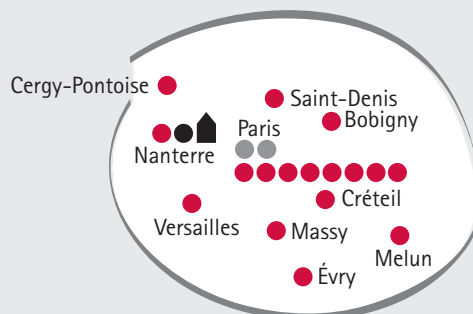 Cergy-Pontoise
Saint-Denis
Bobigny
Paris
Nanterre
Créteil
Versailles
Massy
Melun
Évry